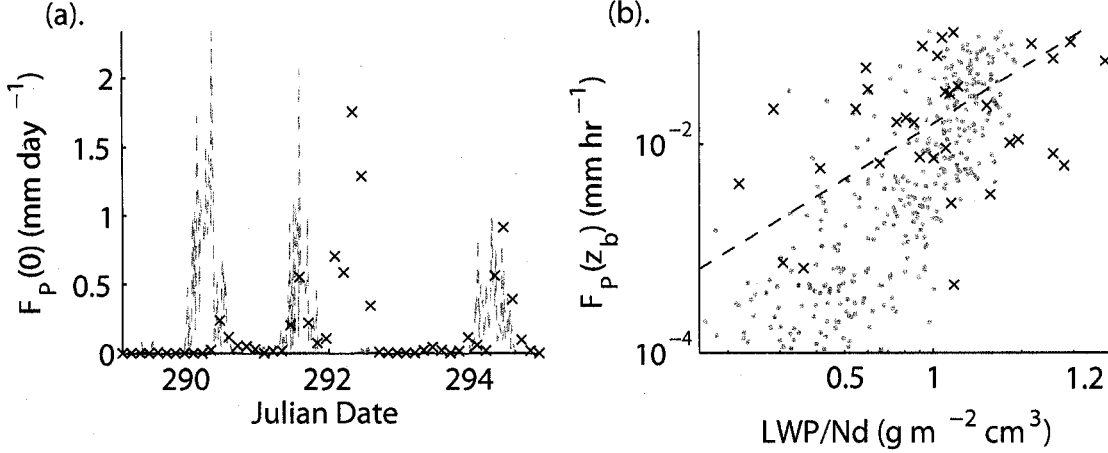 (a).
F_P(0) (mm day^−1)
2
1.5
1
0.5
0
290
292
294
Julian Date
(b).
F_P(z_b) (mm hr^−1)
10^−2
10^−4
0.5
1
1.2
LWP/Nd (g m^−2 cm^3)